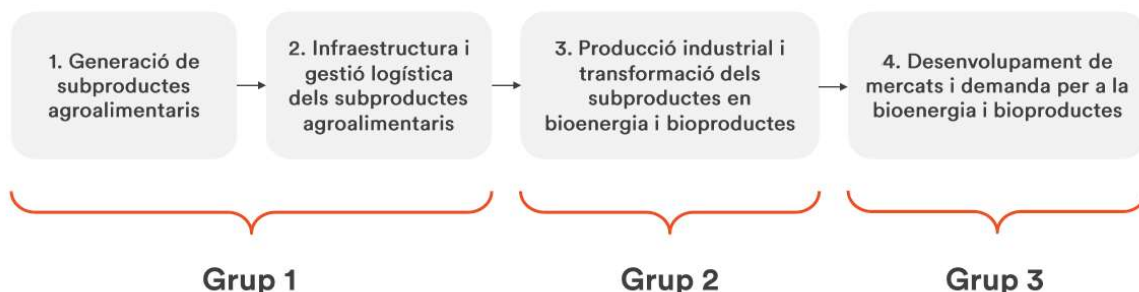 1. Generació de
subproductes
agroalimentaris
2. Infraestructura i
gestió logística
dels subproductes
agroalimentaris
3. Producció industrial i
transformació dels
subproductes en
bioenergia i bioproductes
4. Desenvolupament de
mercats i demanda per a la
bioenergia i bioproductes
Grup 1
Grup 2
Grup 3